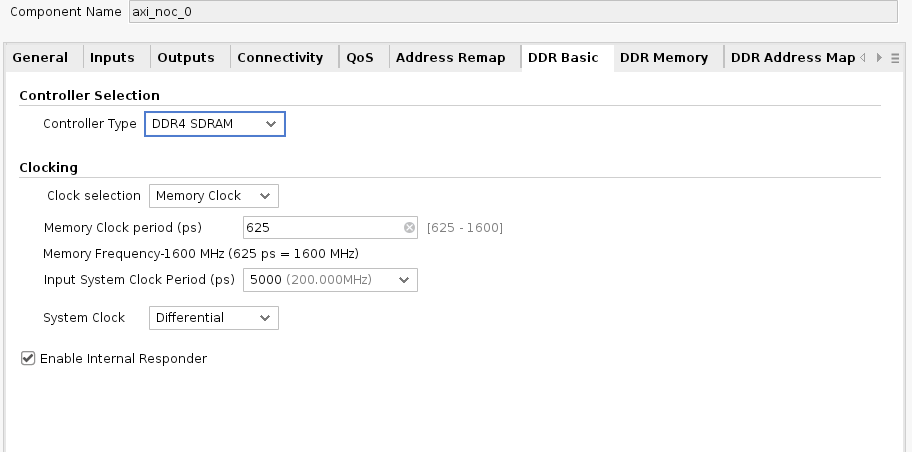 Component Name axi_noc_0
General Inputs Outputs Connectivity QoS Address Remap DDR Basic DDR Memory DDR Address Map
Controller Selection
Controller Type DDR4 SDRAM
Clocking
Clock selection Memory Clock
Memory Clock period (ps) 625 [625 - 1600]
Memory Frequency-1600 MHz (625 ps = 1600 MHz)
Input System Clock Period (ps) 5000 (200.000MHz)
System Clock Differential
Enable Internal Responder